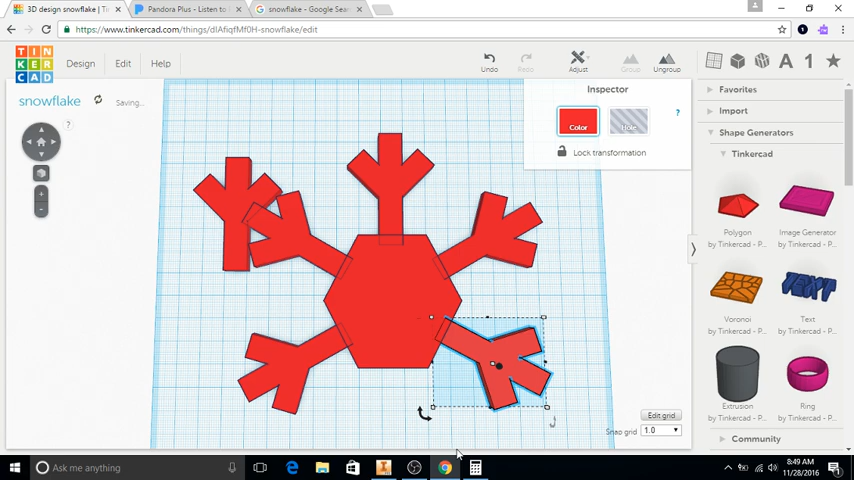 3D design snowflake | Tin
Pandora Plus - Listen to I
snowflake - Google Sear
https://www.tinkercad.com/things/dIAfiqfMf0H-snowflake/edit
TIN
KER
CAD
Design
Edit
Help
Undo
Redo
Adjust
Group
Ungroup
snowflake
Saving...
?
Inspector
Color
Hole
?
Lock transformation
Favorites
Import
Shape Generators
Tinkercad
Polygon
by Tinkercad - P...
Image Generator
by Tinkercad - P...
Voronoi
by Tinkercad - P...
Text
by Tinkercad - P...
Extrusion
by Tinkercad - P...
Ring
by Tinkercad - P...
Community
Edit grid
Snap grid
1.0
Ask me anything
8:49 AM
11/28/2016